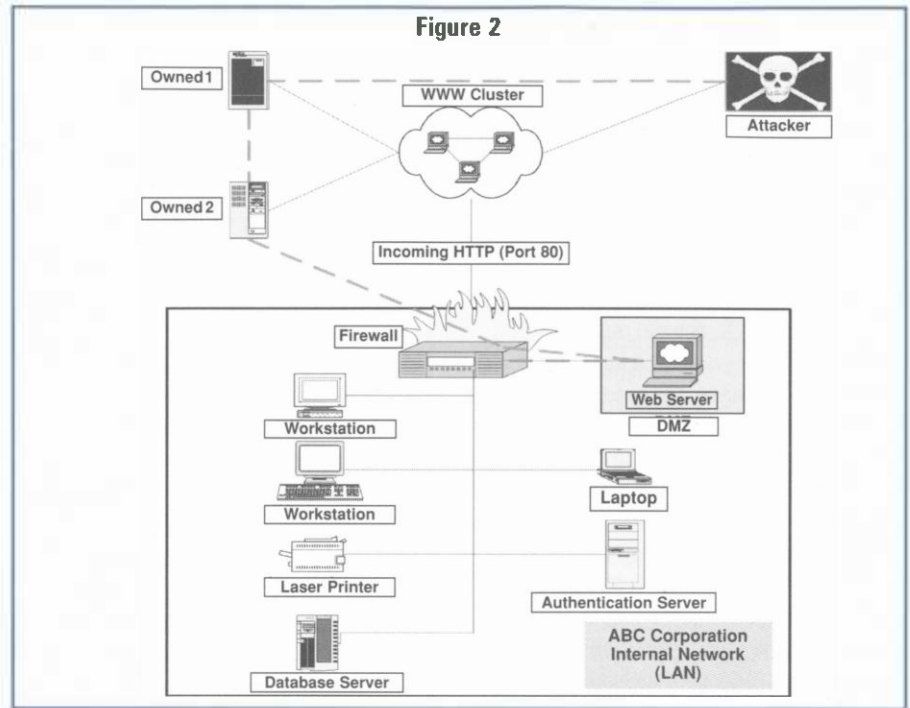 Figure 2
Owned1
WWW Cluster
Attacker
Owned2
Incoming HTTP (Port 80)
Firewall
Web Server
DMZ
Workstation
Workstation
Laptop
Laser Printer
Authentication Server
Database Server
ABC Corporation
Internal Network
(LAN)